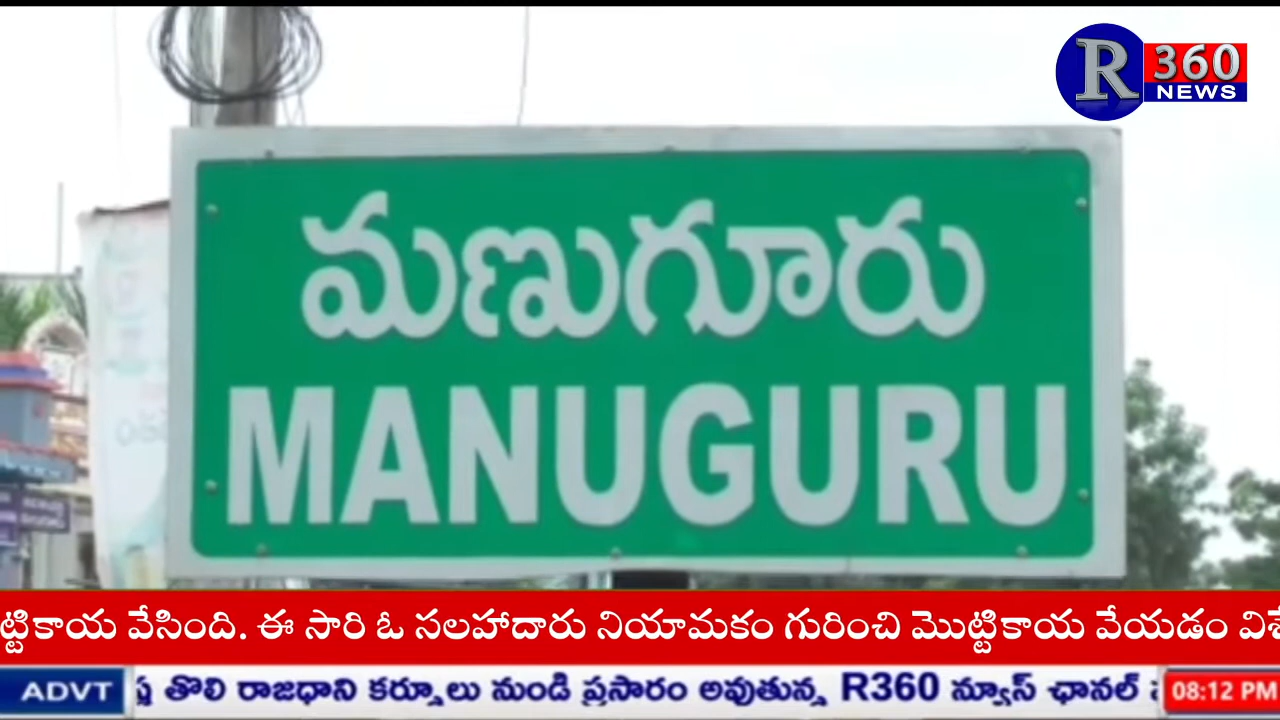 R 360
NEWS
మణుగూరు
MANUGURU
వేసింది. ఈ సారి ఓ సలహాదారు నియామకం గురించి మొట్టికాయ వేయడం
ADVT
తొలి రాజధాని కర్నూలు నుండి ప్రసారం అవుతున్న R360 న్యూస్ ఛానల్
08:12 PM